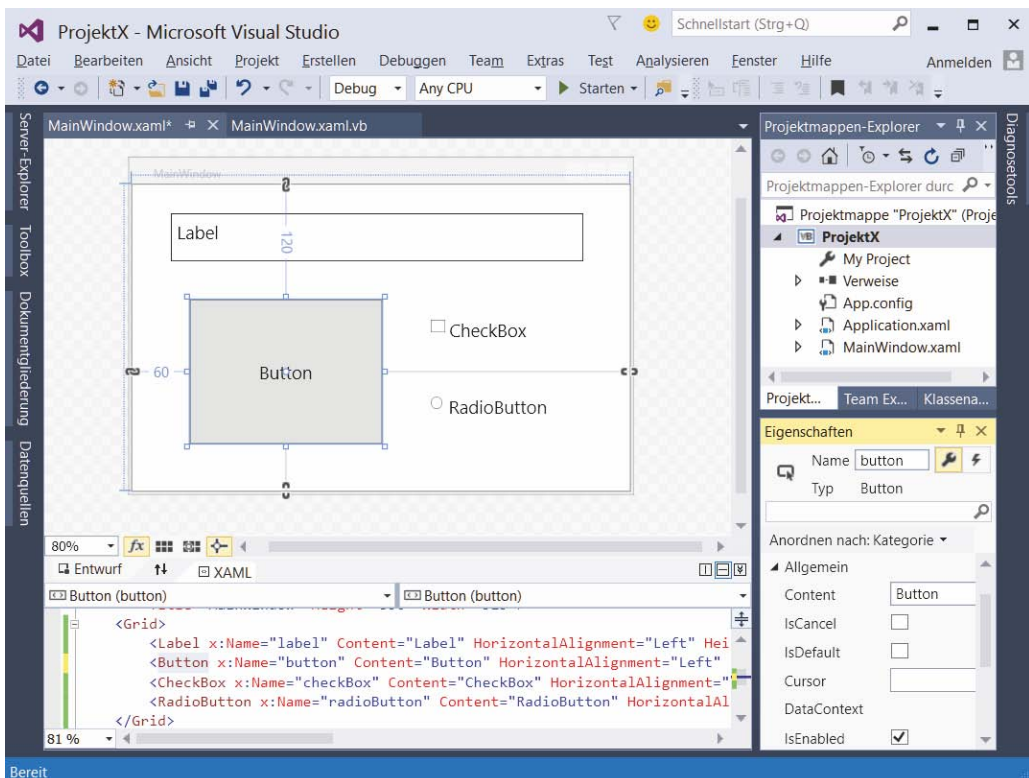 ProjektX - Microsoft Visual Studio
Schnellstart (Strg+Q)
Datei Bearbeiten Ansicht Projekt Erstellen Debuggen Team Extras Test Analysieren Fenster Hilfe Anmelden
Debug Any CPU Starten
Server-Explorer
Toolbox
Dokumentgliederung
Datenquellen
MainWindow.xaml* MainWindow.xaml.vb
MainWindow
Label
120
60
Button
CheckBox
RadioButton
80% fx
Entwurf XAML
Button (button) Button (button)
<Grid>
<Label x:Name="label" Content="Label" HorizontalAlignment="Left" Hei
<Button x:Name="button" Content="Button" HorizontalAlignment="Left"
<CheckBox x:Name="checkBox" Content="CheckBox" HorizontalAlignment="
<RadioButton x:Name="radioButton" Content="RadioButton" HorizontalAl
</Grid>
81 %
Projektmappen-Explorer
Projektmappen-Explorer durc
Projektmappe "ProjektX" (Proje
VB ProjektX
My Project
Verweise
App.config
Application.xaml
MainWindow.xaml
Projekt... Team Ex... Klassena...
Eigenschaften
Name button
Typ Button
Anordnen nach: Kategorie
Allgemein
Content Button
IsCancel
IsDefault
Cursor
DataContext
IsEnabled
Diagnosetools
Bereit